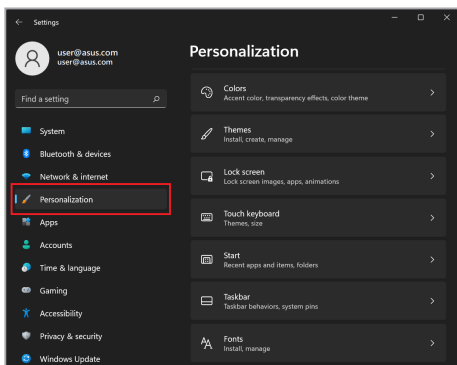 Settings
user@asus.com
user@asus.com
Find a setting
System
Bluetooth & devices
Network & internet
Personalization
Apps
Accounts
Time & language
Gaming
Accessibility
Privacy & security
Windows Update
Personalization
Colors
Accent color, transparency effects, color theme
Themes
Install, create, manage
Lock screen
Lock screen images, apps, animations
Touch keyboard
Themes, size
Start
Recent apps and items, folders
Taskbar
Taskbar behaviors, system pins
Fonts
Install, manage